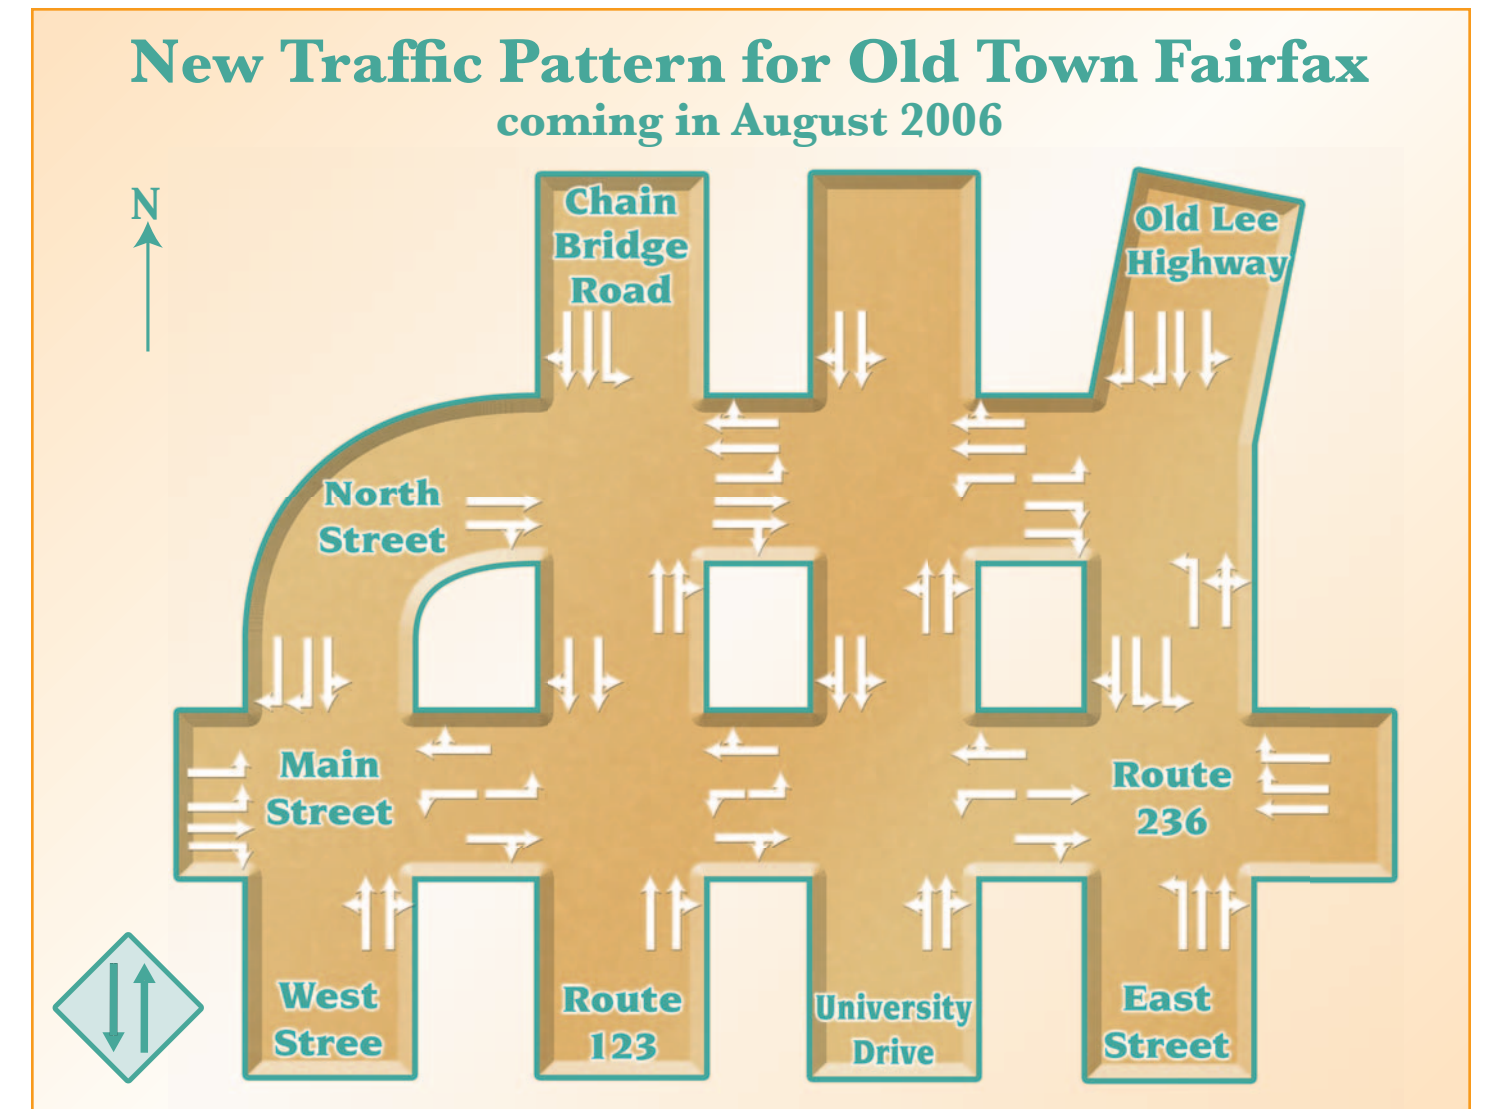 New Traffic Pattern for Old Town Fairfax
coming in August 2006
N
Chain
Bridge
Road
Old Lee
Highway
North
Street
Main
Street
Route
236
West
Stree
Route
123
University
Drive
East
Street